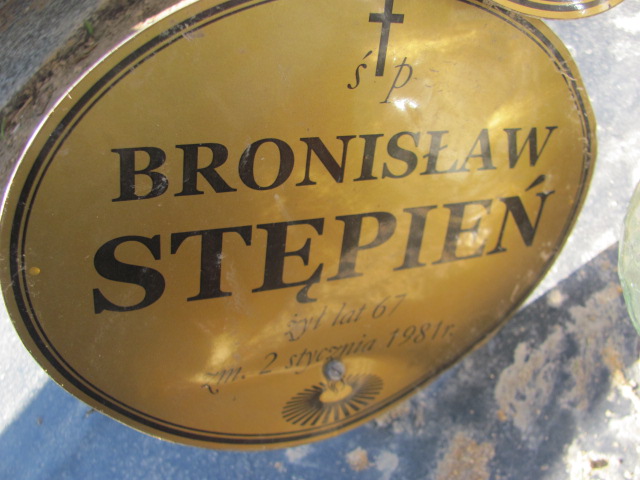 ś p
BRONISŁAW
STĘPIEŃ
żył lat 67
zm. 2 stycznia 1981r.